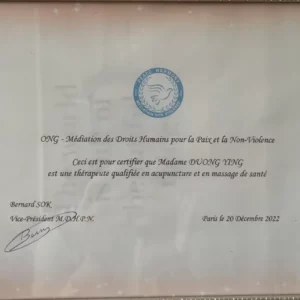 ONG - Médiation des Droits Humains pour la Paix et la Non-Violence
Ceci est pour certifier que Madame DUONG YING
est une thérapeute qualifiée en acupuncture et en massage de santé
Bernard SOK
Vice-Président M.D.H.P.N.
Paris le 20 Décembre 2022